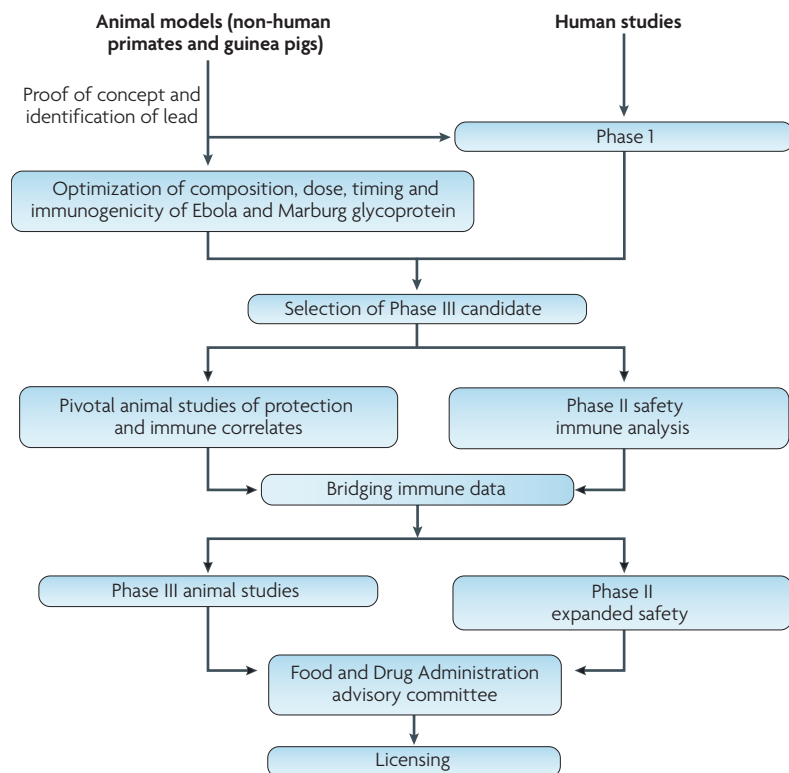 Animal models (non-human
primates and guinea pigs)
Human studies
Proof of concept and
identification of lead
Phase 1
Optimization of composition, dose, timing and
immunogenicity of Ebola and Marburg glycoprotein
Selection of Phase III candidate
Pivotal animal studies of protection
and immune correlates
Phase II safety
immune analysis
Bridging immune data
Phase III animal studies
Phase II
expanded safety
Food and Drug Administration
advisory committee
Licensing